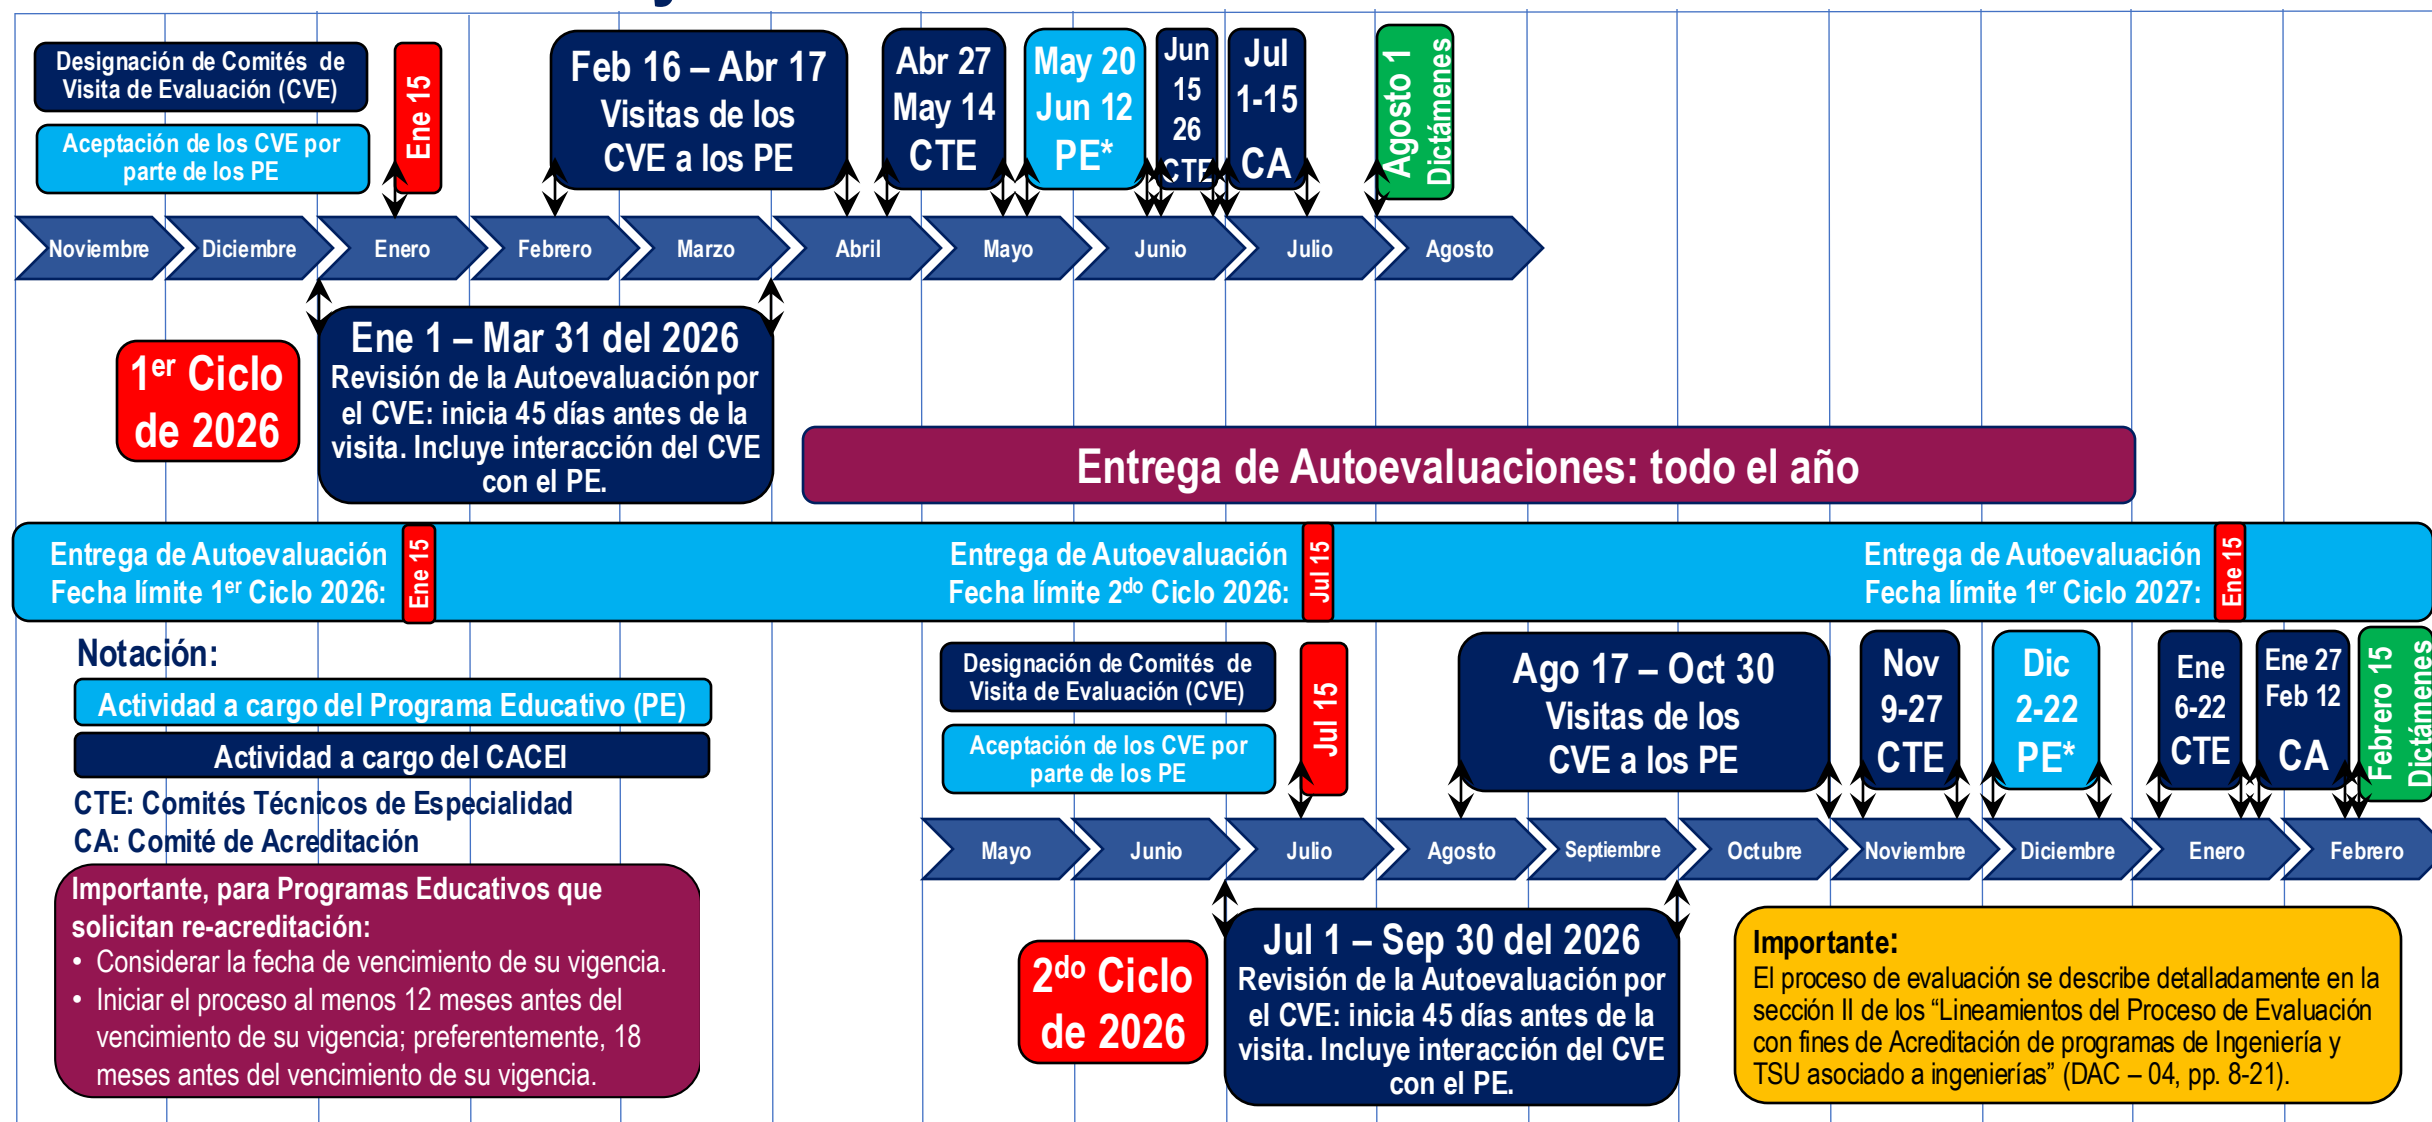 Designación de Comités de
Visita de Evaluación (CVE)
Aceptación de los CVE por
parte de los PE
Ene 15
Feb 16 – Abr 17
Visitas de los
CVE a los PE
Abr 27
May 14
CTE
May 20
Jun 12
PE*
Jun
15
26
CTE
Jul
1-15
CA
Agosto 1
Dictámenes
Noviembre
Diciembre
Enero
Febrero
Marzo
Abril
Mayo
Junio
Julio
Agosto
1er Ciclo
de 2026
Ene 1 – Mar 31 del 2026
Revisión de la Autoevaluación por
el CVE: inicia 45 días antes de la
visita. Incluye interacción del CVE
con el PE.
Entrega de Autoevaluaciones: todo el año
Entrega de Autoevaluación
Fecha límite 1er Ciclo 2026:
Ene 15
Entrega de Autoevaluación
Fecha límite 2do Ciclo 2026:
Jul 15
Entrega de Autoevaluación
Fecha límite 1er Ciclo 2027:
Ene 15
Notación:
Actividad a cargo del Programa Educativo (PE)
Actividad a cargo del CACEI
CTE: Comités Técnicos de Especialidad
CA: Comité de Acreditación
Importante, para Programas Educativos que
solicitan re-acreditación:
• Considerar la fecha de vencimiento de su vigencia.
• Iniciar el proceso al menos 12 meses antes del
vencimiento de su vigencia; preferentemente, 18
meses antes del vencimiento de su vigencia.
Designación de Comités de
Visita de Evaluación (CVE)
Aceptación de los CVE por
parte de los PE
Jul 15
Ago 17 – Oct 30
Visitas de los
CVE a los PE
Nov
9-27
CTE
Dic
2-22
PE*
Ene
6-22
CTE
Ene 27
Feb 12
CA
Febrero 15
Dictámenes
Mayo
Junio
Julio
Agosto
Septiembre
Octubre
Noviembre
Diciembre
Enero
Febrero
2do Ciclo
de 2026
Jul 1 – Sep 30 del 2026
Revisión de la Autoevaluación por
el CVE: inicia 45 días antes de la
visita. Incluye interacción del CVE
con el PE.
Importante:
El proceso de evaluación se describe detalladamente en la
sección II de los “Lineamientos del Proceso de Evaluación
con fines de Acreditación de programas de Ingeniería y
TSU asociado a ingenierías” (DAC – 04, pp. 8-21).